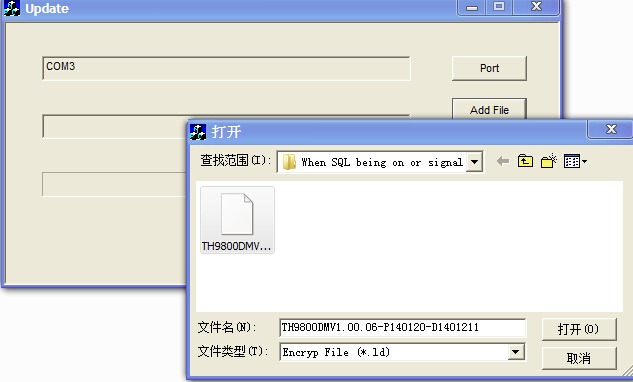 Update
COM3
Port
Add File
打开
查找范围(I):
When SQL being on or signal
TH9800DMV...
文件名(N):
TH9800DMV1.00.06-P140120-D1401211
打开(O)
文件类型(T):
Encryp File (*.ld)
取消